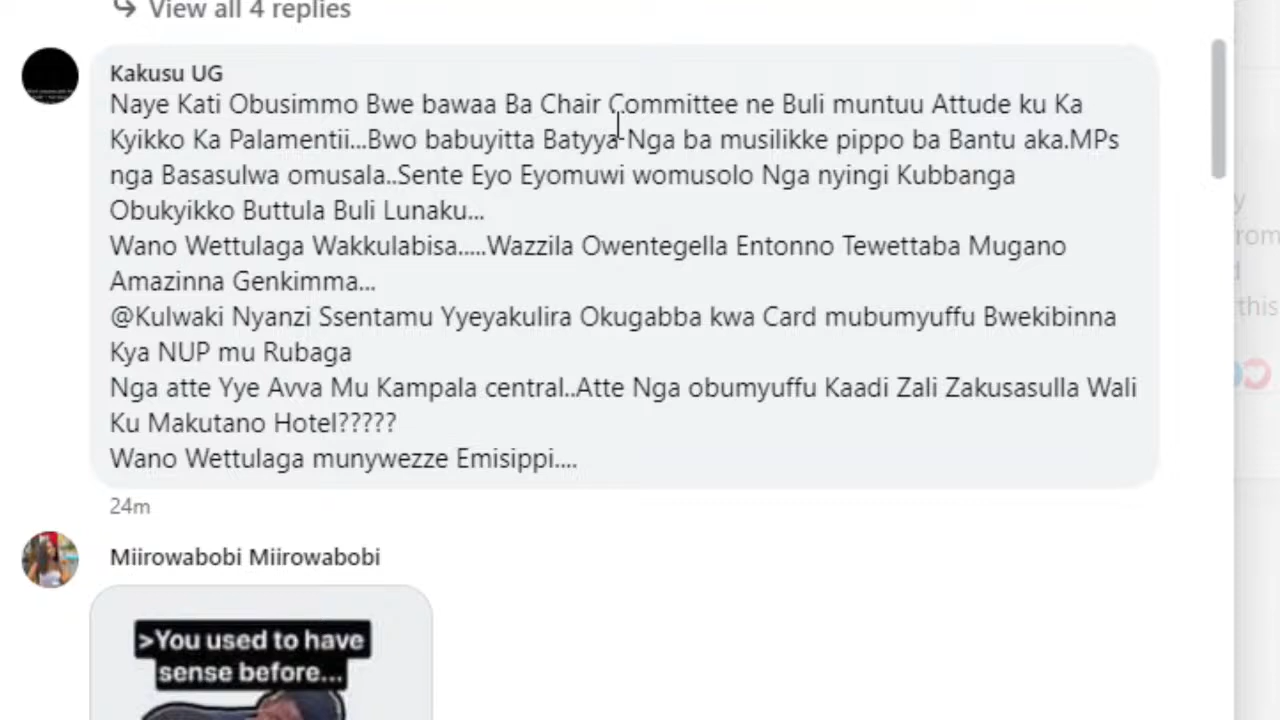 View all 4 replies
Kakusu UG
Naye Kati Obusimmo Bwe bawaa Ba Chair Committee ne Buli muntuu Attude ku Ka
Kyikko Ka Palamentii...Bwo babuyitta Batyya Nga ba musilikke pippo ba Bantu aka.MPs
nga Basasulwa omusala..Sente Eyo Eyomuwi womusolo Nga nyingi Kubbanga
Obukyikko Buttula Buli Lunaku...
Wano Wettulaga Wakkulabisa.....Wazzila Owentegella Entonno Tewettaba Mugano
Amazinna Genkimma...
@Kulwaki Nyanzi Ssentamu Yyeyakulira Okugabba kwa Card mubumyuffu Bwekibinna
Kya NUP mu Rubaga
Nga atte Yye Avva Mu Kampala central..Atte Nga obumyuffu Kaadi Zali Zakusasulla Wali
Ku Makutano Hotel?????
Wano Wettulaga munywezze Emisippi....
24m
Miirowabobi Miirowabobi
>You used to have
sense before...
this